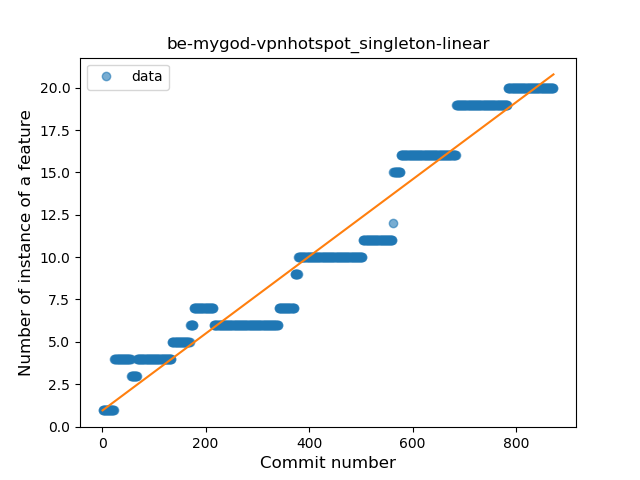 be-mygod-vpnhotspot_singleton-linear
data
Number of instance of a feature
20.0
17.5
15.0
12.5
10.0
7.5
5.0
2.5
0.0
0 200 400 600 800
Commit number